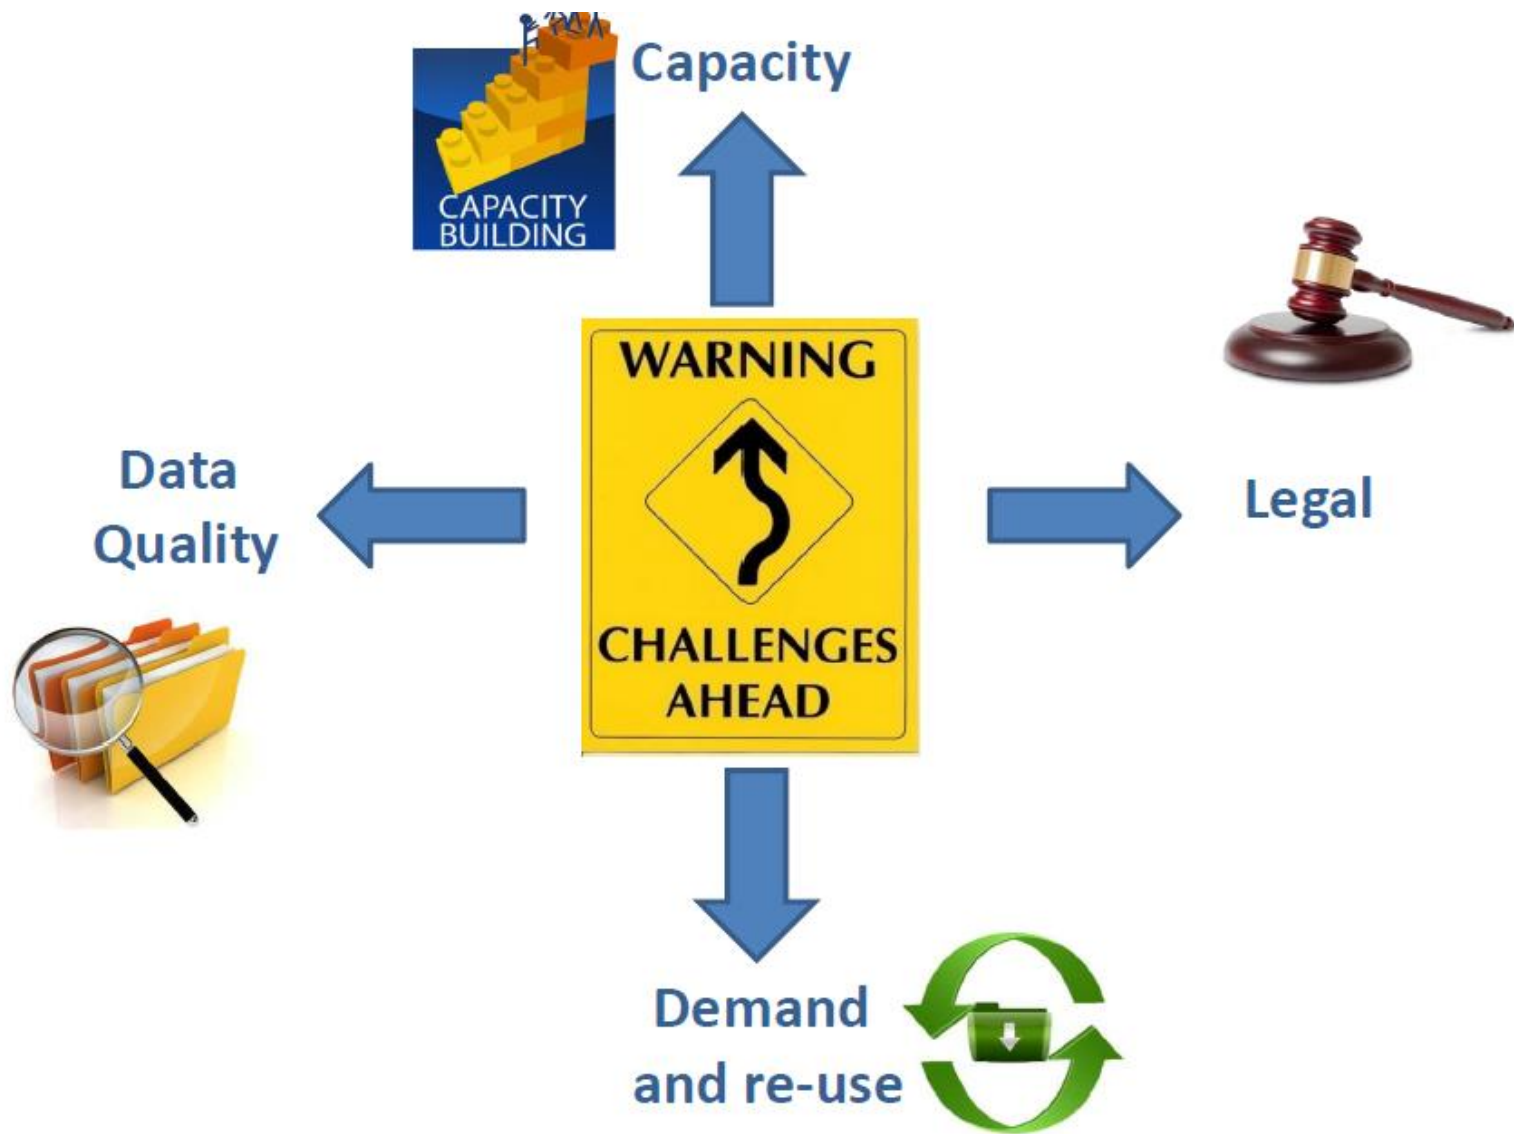 Capacity
CAPACITY
BUILDING
WARNING
CHALLENGES
AHEAD
Data
Quality
Legal
Demand
and re-use